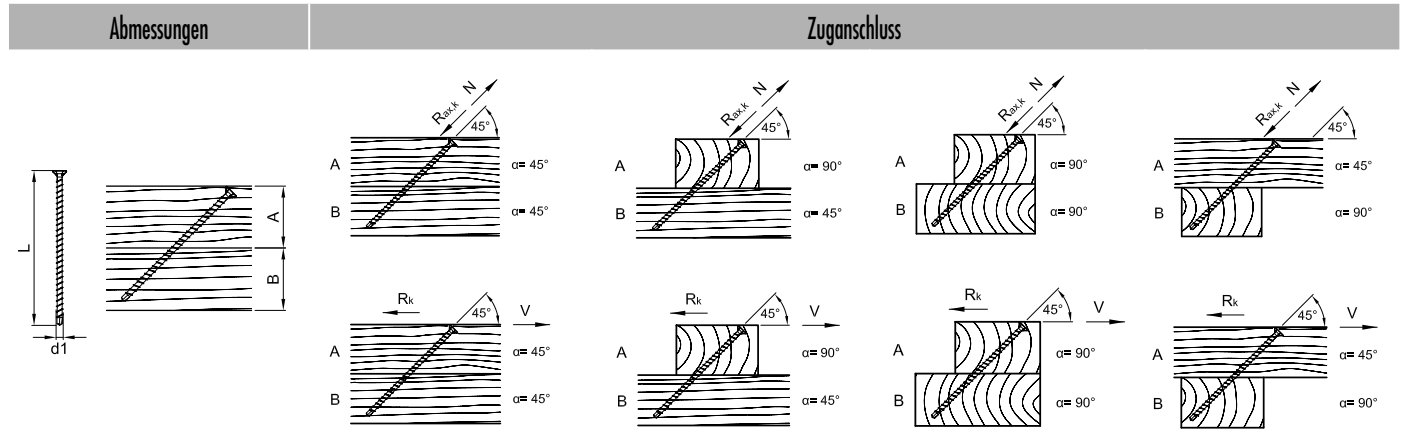 Abmessungen
Zuganschluss
L
d1
A
B
Rax,k
N
45°
A
α= 45°
B
α= 45°
Rax,k
N
45°
A
α= 90°
B
α= 45°
Rax,k
N
45°
A
α= 90°
B
α= 90°
Rax,k
N
45°
A
α= 45°
B
α= 90°
Rk
45°
V
A
α= 45°
B
α= 45°
Rk
45°
V
A
α= 90°
B
α= 45°
Rk
45°
V
A
α= 90°
B
α= 90°
Rk
45°
V
A
α= 45°
B
α= 90°